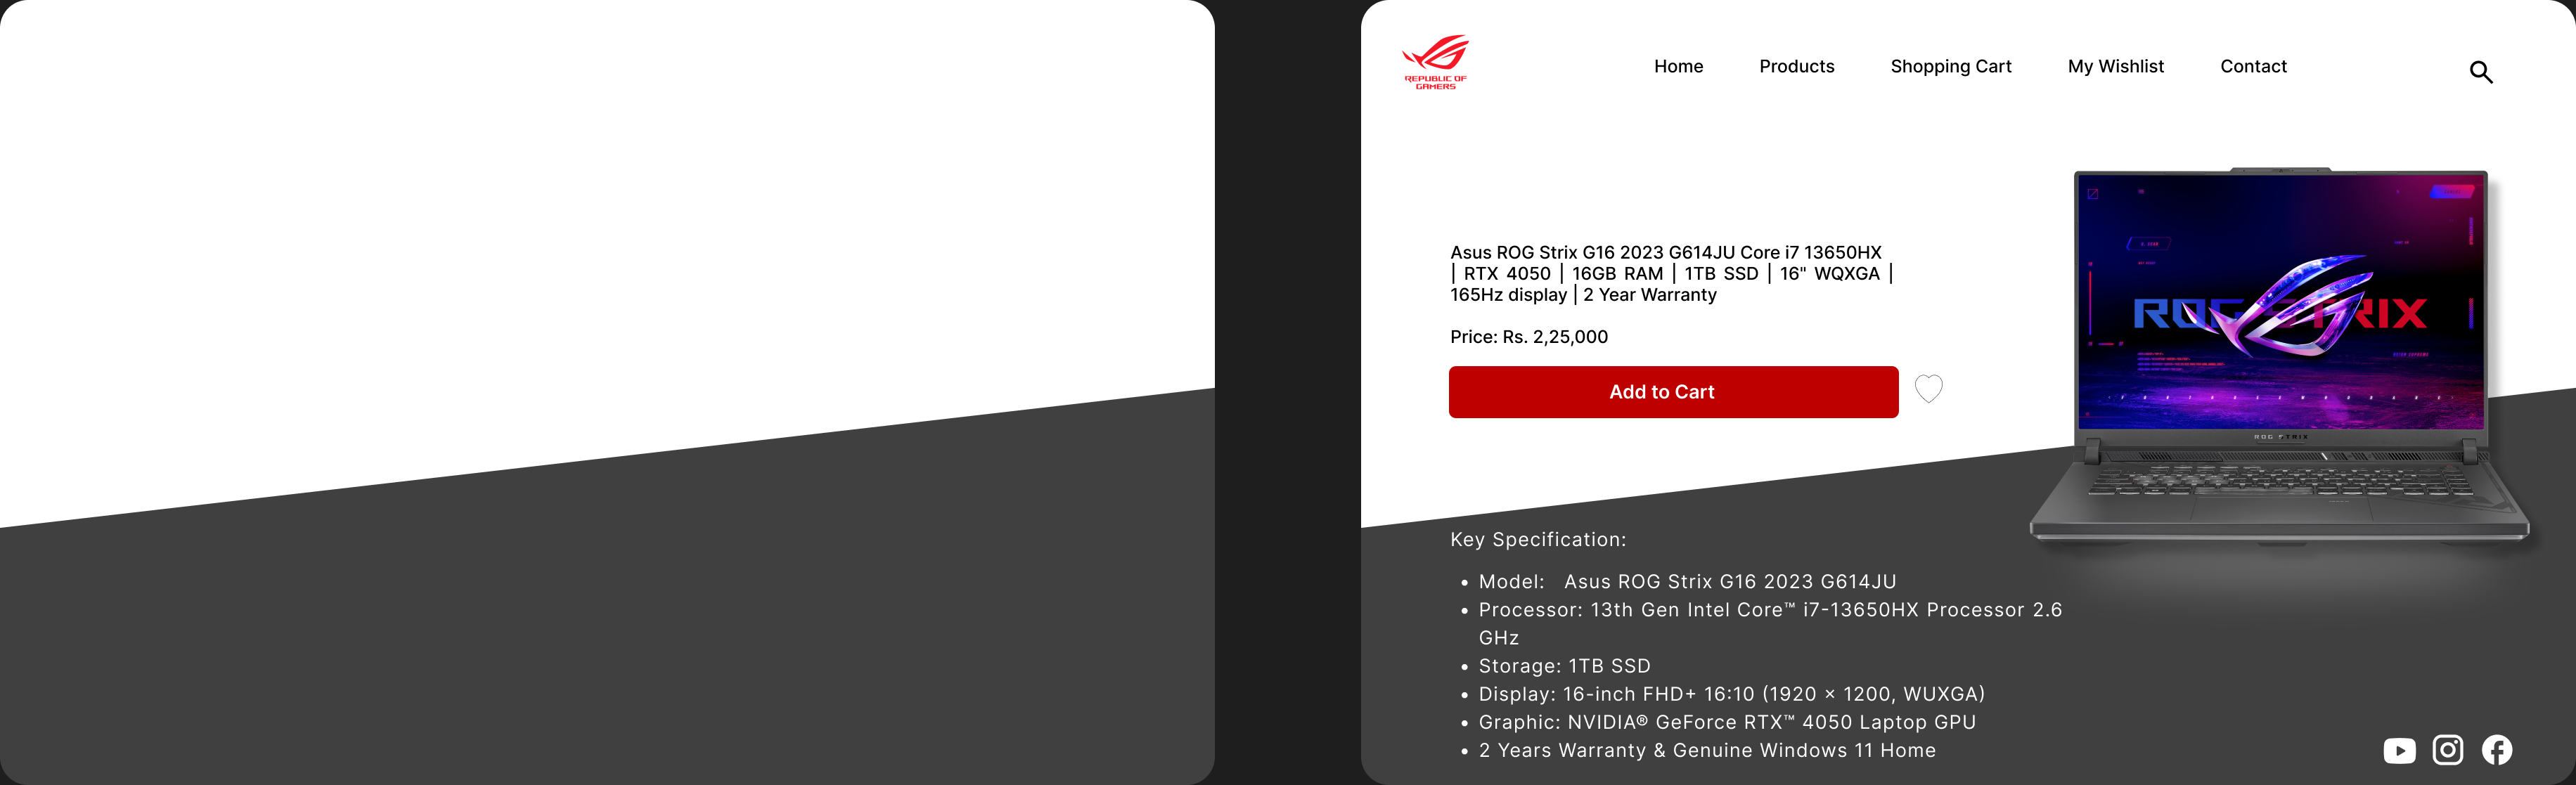 REPUBLIC OF
GAMERS
Home Products Shopping Cart My Wishlist Contact
Asus ROG Strix G16 2023 G614JU Core i7 13650HX
| RTX 4050 | 16GB RAM | 1TB SSD | 16" WQXGA |
165Hz display | 2 Year Warranty
Price: Rs. 2,25,000
Add to Cart
ROG STRIX
ROG STRIX
Key Specification:
• Model: Asus ROG Strix G16 2023 G614JU
• Processor: 13th Gen Intel Core™ i7-13650HX Processor 2.6
GHz
• Storage: 1TB SSD
• Display: 16-inch FHD+ 16:10 (1920 × 1200, WUXGA)
• Graphic: NVIDIA® GeForce RTX™ 4050 Laptop GPU
• 2 Years Warranty & Genuine Windows 11 Home